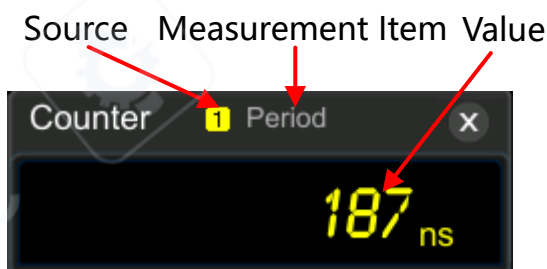 Source Measurement Item Value
Counter 1 Period X
187 ns